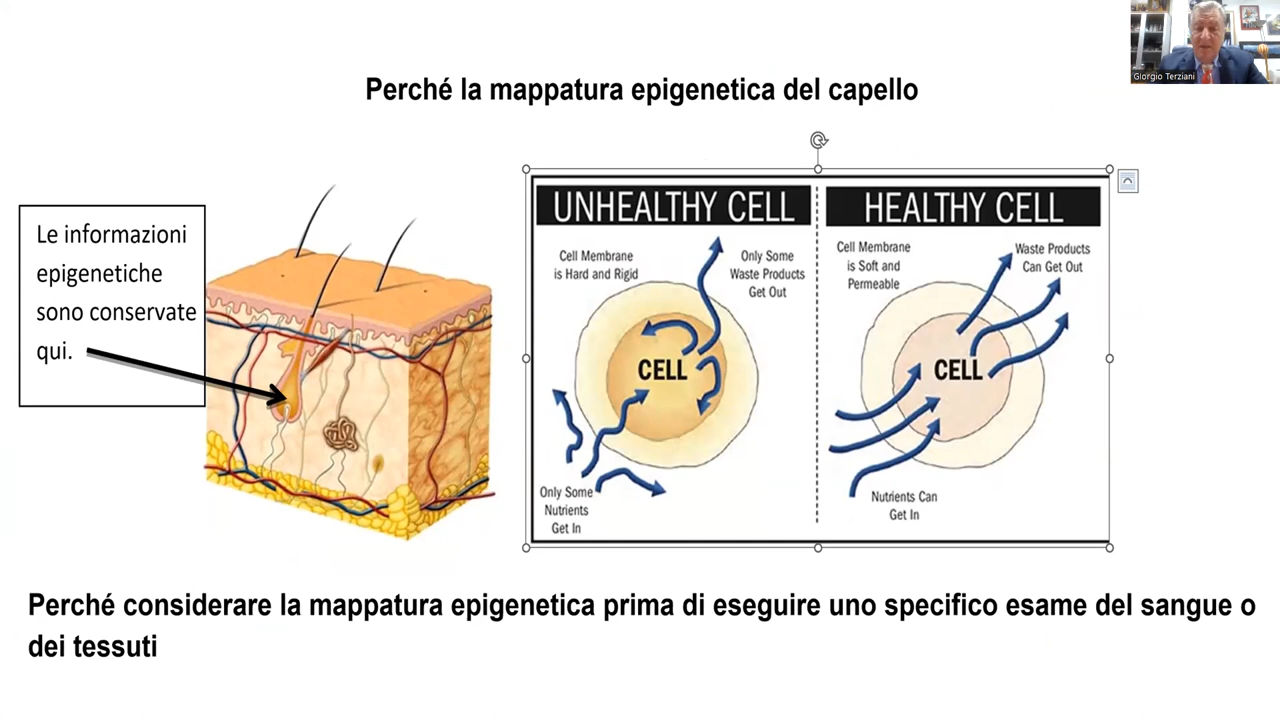 Giorgio Terziani
Perché la mappatura epigenetica del capello
Le informazioni
epigenetiche
sono conservate
qui.
UNHEALTHY CELL
Cell Membrane
is Hard and Rigid
Only Some
Waste Products
Get Out
CELL
Only Some
Nutrients
Get In
HEALTHY CELL
Cell Membrane
is Soft and
Permeable
Waste Products
Can Get Out
CELL
Nutrients Can
Get In
Perché considerare la mappatura epigenetica prima di eseguire uno specifico esame del sangue o
dei tessuti